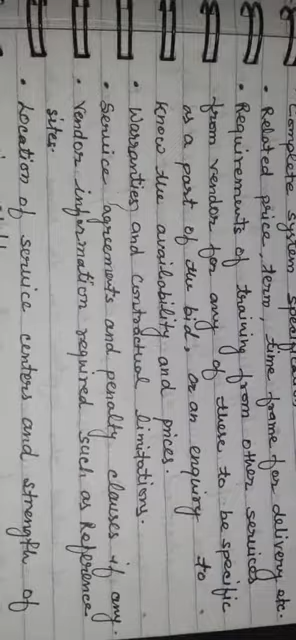 Complete system specification
• Related price, term, time frame for delivery etc.
• Requirements of training from other services
from vendor for any of these to be specific
as a part of the bid, or an enquiry to
know the availability and prices.
• Warranties and contractual limitations.
• Service agreements and penalty clauses if any.
• Vendor information required such as Reference
sites.
• Location of service centers and strength of